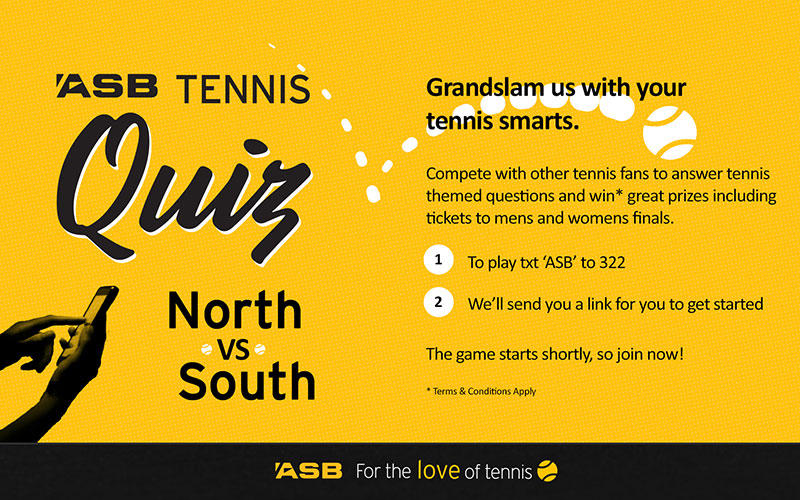 ASB TENNIS
Quiz
North
VS
South
Grandslam us with your
tennis smarts.
Compete with other tennis fans to answer tennis
themed questions and win* great prizes including
tickets to mens and womens finals.
1 To play txt ‘ASB’ to 322
2 We’ll send you a link for you to get started
The game starts shortly, so join now!
* Terms & Conditions Apply
ASB For the love of tennis